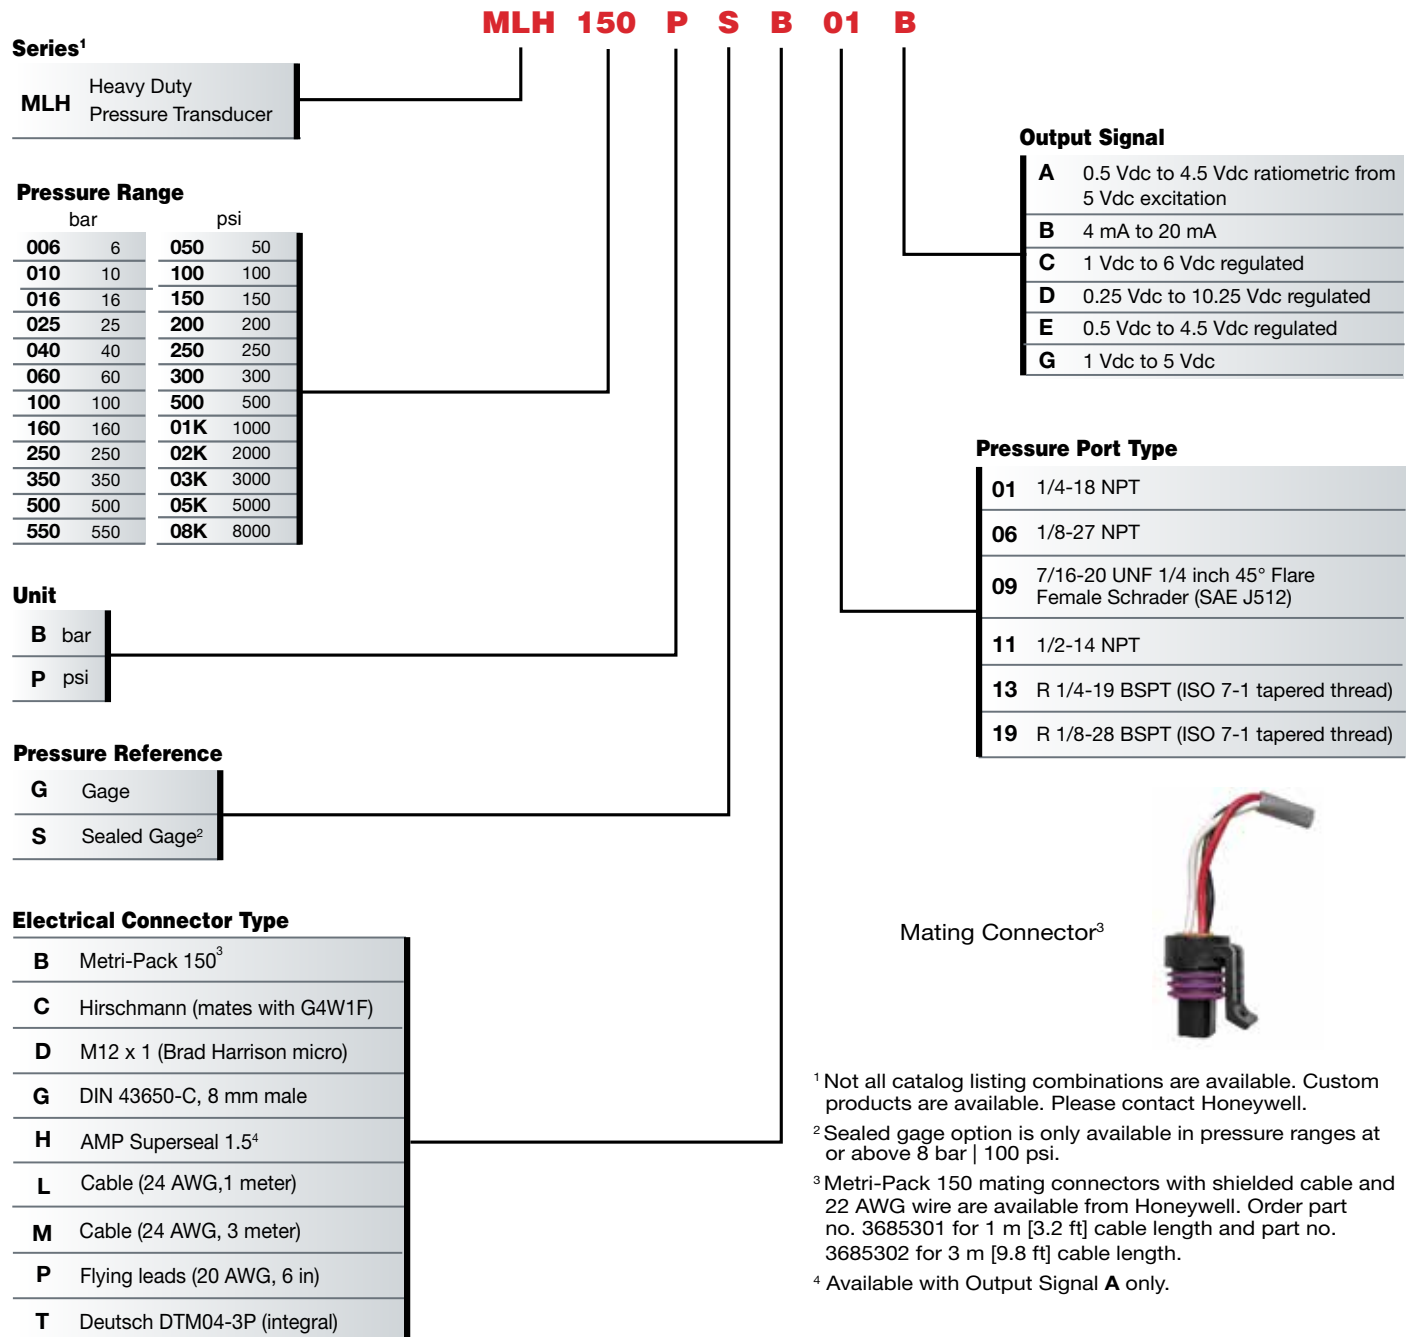 MLH 150 P S B 01 B
Series1
MLH Heavy Duty
Pressure Transducer
Pressure Range
bar psi
006 6 050 50
010 10 100 100
016 16 150 150
025 25 200 200
040 40 250 250
060 60 300 300
100 100 500 500
160 160 01K 1000
250 250 02K 2000
350 350 03K 3000
500 500 05K 5000
550 550 08K 8000
Unit
B bar
P psi
Pressure Reference
G Gage
S Sealed Gage2
Electrical Connector Type
B Metri-Pack 1503
C Hirschmann (mates with G4W1F)
D M12 x 1 (Brad Harrison micro)
G DIN 43650-C, 8 mm male
H AMP Superseal 1.54
L Cable (24 AWG,1 meter)
M Cable (24 AWG, 3 meter)
P Flying leads (20 AWG, 6 in)
T Deutsch DTM04-3P (integral)
Output Signal
A 0.5 Vdc to 4.5 Vdc ratiometric from
5 Vdc excitation
B 4 mA to 20 mA
C 1 Vdc to 6 Vdc regulated
D 0.25 Vdc to 10.25 Vdc regulated
E 0.5 Vdc to 4.5 Vdc regulated
G 1 Vdc to 5 Vdc
Pressure Port Type
01 1/4-18 NPT
06 1/8-27 NPT
09 7/16-20 UNF 1/4 inch 45° Flare
Female Schrader (SAE J512)
11 1/2-14 NPT
13 R 1/4-19 BSPT (ISO 7-1 tapered thread)
19 R 1/8-28 BSPT (ISO 7-1 tapered thread)
Mating Connector3
1 Not all catalog listing combinations are available. Custom
products are available. Please contact Honeywell.
2 Sealed gage option is only available in pressure ranges at
or above 8 bar | 100 psi.
3 Metri-Pack 150 mating connectors with shielded cable and
22 AWG wire are available from Honeywell. Order part
no. 3685301 for 1 m [3.2 ft] cable length and part no.
3685302 for 3 m [9.8 ft] cable length.
4 Available with Output Signal A only.